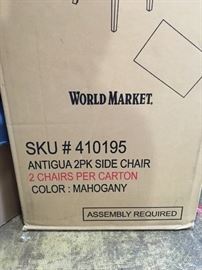 WORLD MARKET.
SKU # 410195
ANTIGUA 2PK SIDE CHAIR
2 CHAIRS PER CARTON
COLOR : MAHOGANY
ASSEMBLY REQUIRED